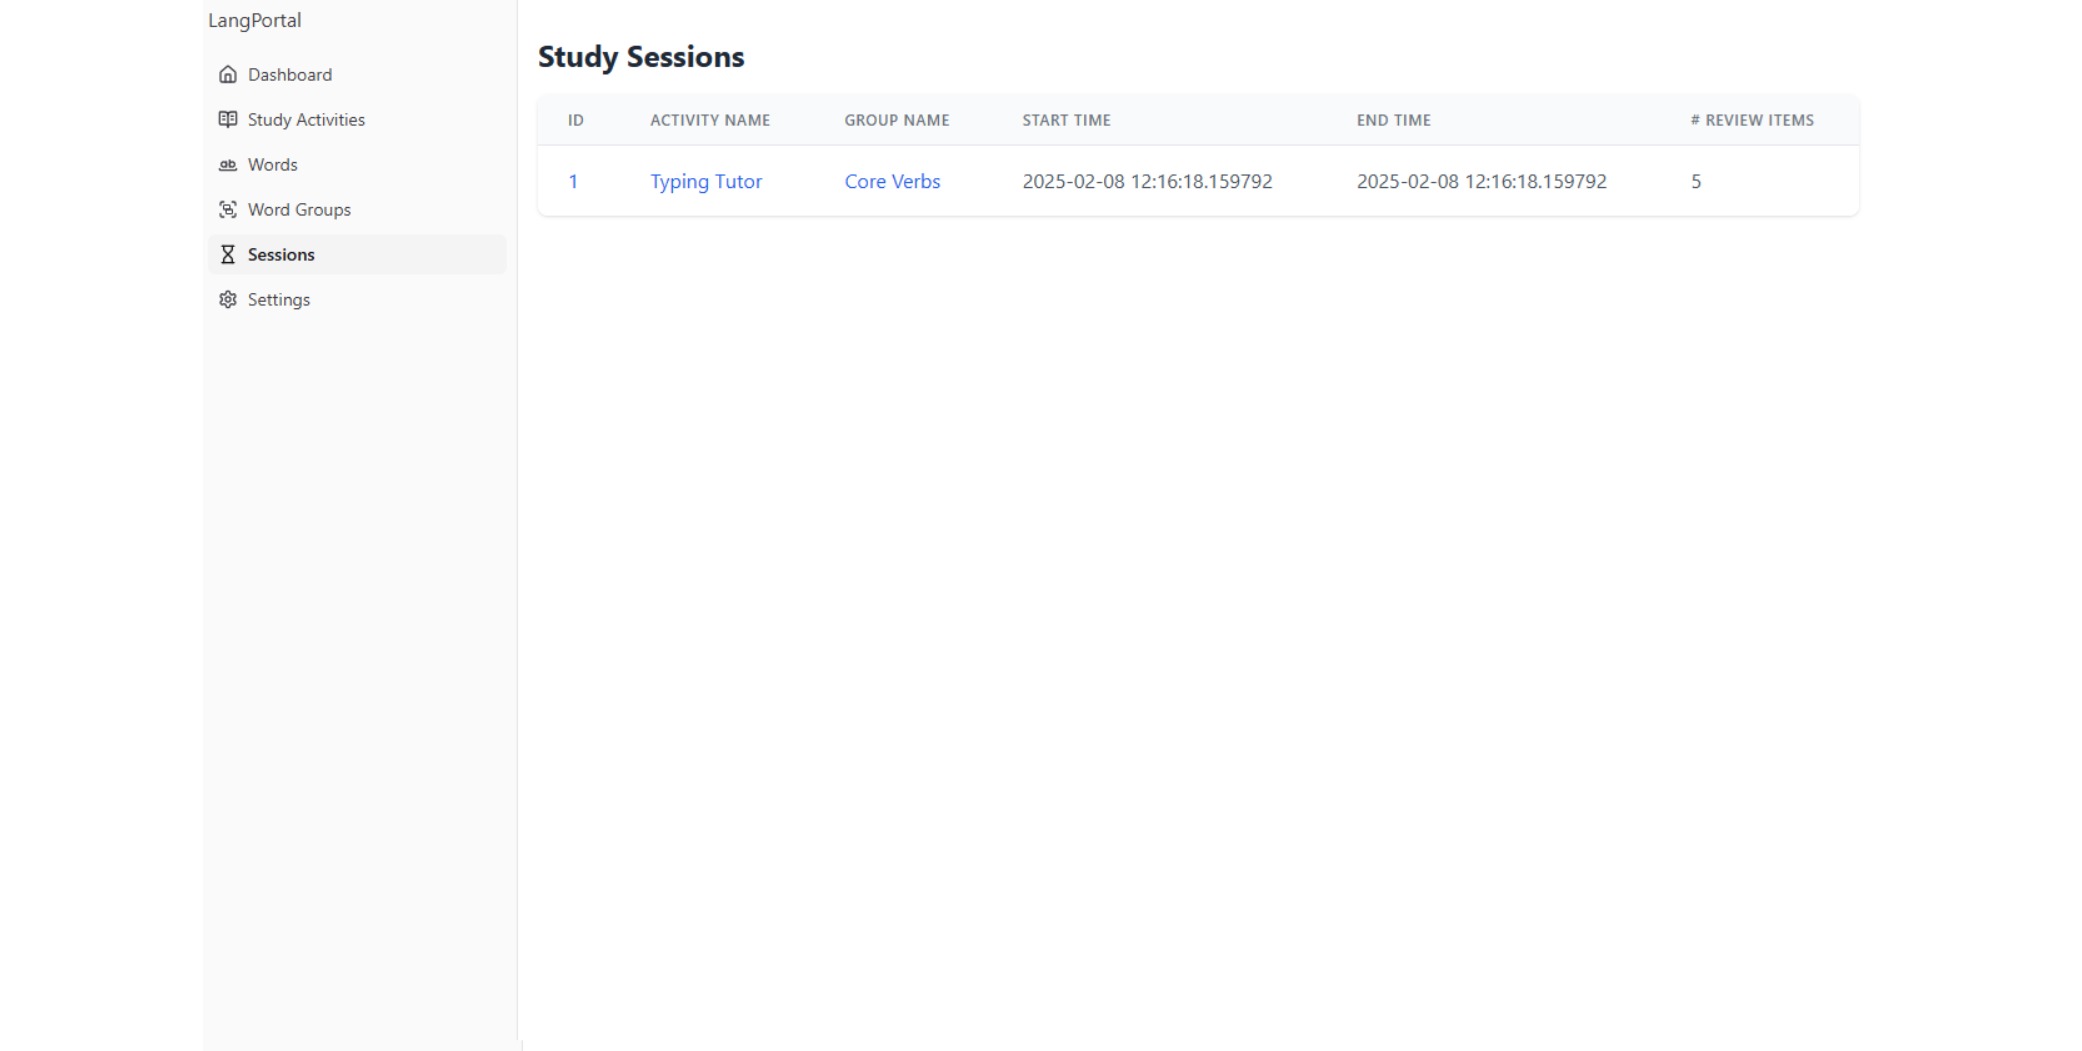 LangPortal
Dashboard
Study Activities
Words
Word Groups
Sessions
Settings
Study Sessions
ID ACTIVITY NAME GROUP NAME START TIME END TIME # REVIEW ITEMS
1 Typing Tutor Core Verbs 2025-02-08 12:16:18.159792 2025-02-08 12:16:18.159792 5